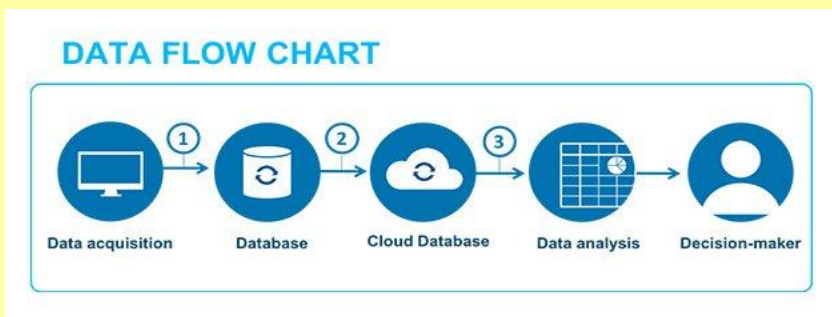 DATA FLOW CHART
1
2
3
Data acquisition
Database
Cloud Database
Data analysis
Decision-maker